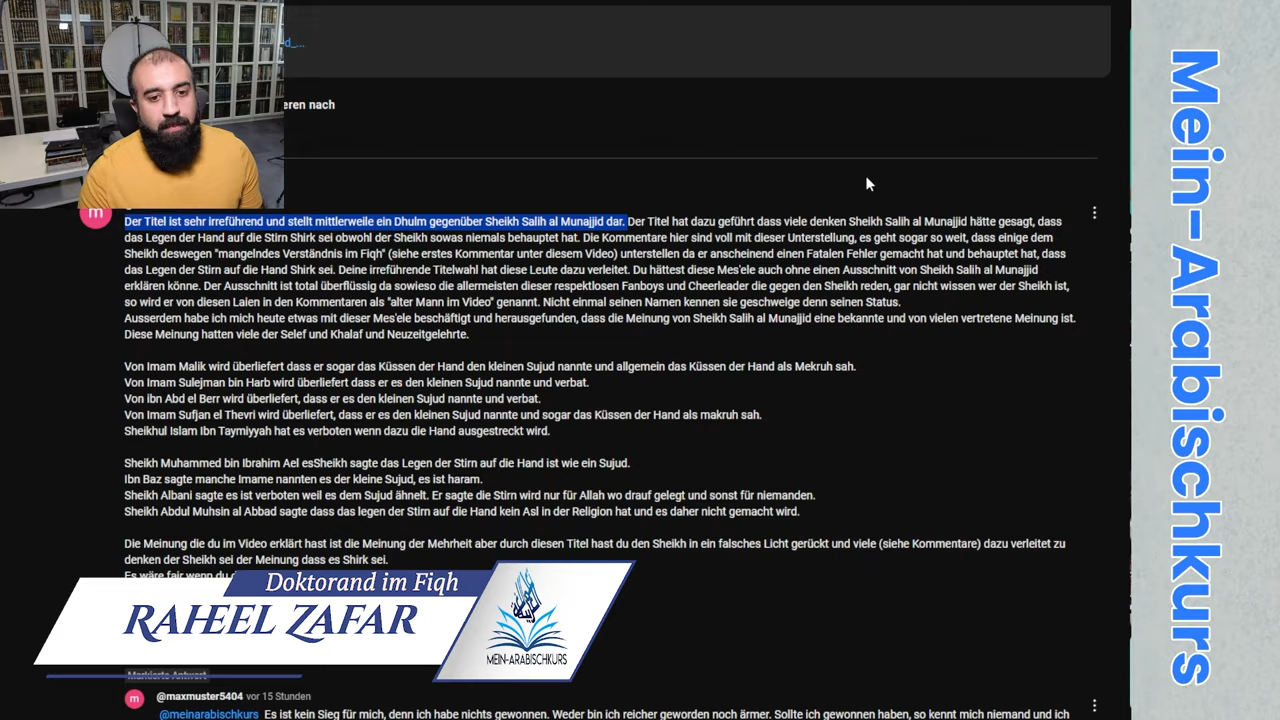 d_...
eren nach
m
Der Titel ist sehr irreführend und stellt mittlerweile ein Dhulm gegenüber Sheikh Salih al Munajjid dar. Der Titel hat dazu geführt dass viele denken Sheikh Salih al Munajjid hätte gesagt, dass
das Legen der Hand auf die Stirn Shirk sei obwohl der Sheikh sowas niemals behauptet hat. Die Kommentare hier sind voll mit dieser Unterstellung, es geht sogar so weit, dass einige dem
Sheikh deswegen "mangelndes Verständnis im Fiqh" (siehe erstes Kommentar unter diesem Video) unterstellen da er anscheinend einen Fatalen Fehler gemacht hat und behauptet hat, dass
das Legen der Stirn auf die Hand Shirk sei. Deine irreführende Titelwahl hat diese Leute dazu verleitet. Du hättest diese Mes'ele auch ohne einen Ausschnitt von Sheikh Salih al Munajjid
erklären könne. Der Ausschnitt ist total überflüssig da sowieso die allermeisten dieser respektlosen Fanboys und Cheerleader die gegen den Sheikh reden, gar nicht wissen wer der Sheikh ist,
so wird er von diesen Laien in den Kommentaren als "alter Mann im Video" genannt. Nicht einmal seinen Namen kennen sie geschweige denn seinen Status.
Ausserdem habe ich mich heute etwas mit dieser Mes'ele beschäftigt und herausgefunden, dass die Meinung von Sheikh Salih al Munajjid eine bekannte und von vielen vertretene Meinung ist.
Diese Meinung hatten viele der Selef und Khalaf und Neuzeitgelehrte.
Von Imam Malik wird überliefert dass er sogar das Küssen der Hand den kleinen Sujud nannte und allgemein das Küssen der Hand als Mekruh sah.
Von Imam Sulejman bin Harb wird überliefert dass er es den kleinen Sujud nannte und verbat.
Von ibn Abd el Berr wird überliefert, dass er es den kleinen Sujud nannte und verbat.
Von Imam Sufjan el Thevri wird überliefert, dass er es den kleinen Sujud nannte und sogar das Küssen der Hand als makruh sah.
Sheikhul Islam Ibn Taymiyyah hat es verboten wenn dazu die Hand ausgestreckt wird.
Sheikh Muhammed bin Ibrahim Ael esSheikh sagte das Legen der Stirn auf die Hand ist wie ein Sujud.
Ibn Baz sagte manche Imame nannten es der kleine Sujud, es ist haram.
Sheikh Albani sagte es ist verboten weil es dem Sujud ähnelt. Er sagte die Stirn wird nur für Allah wo drauf gelegt und sonst für niemanden.
Sheikh Abdul Muhsin al Abbad sagte dass das legen der Stirn auf die Hand kein Asl in der Religion hat und es daher nicht gemacht wird.
Die Meinung die du im Video erklärt hast ist die Meinung der Mehrheit aber durch diesen Titel hast du den Sheikh in ein falsches Licht gerückt und viele (siehe Kommentare) dazu verleitet zu
denken der Sheikh sei der Meinung dass es Shirk sei.
Es wäre fair wenn du
Doktorand im Fiqh
RAHEEL ZAFAR
MEIN-ARABISCHKURS
Markierte Antwort
m
@maxmuster5404 vor 15 Stunden
@meinarabischkurs Es ist kein Sieg für mich, denn ich habe nichts gewonnen. Weder bin ich reicher geworden noch ärmer. Sollte ich gewonnen haben, so kennt mich niemand und ich
Mein-Arabischkurs